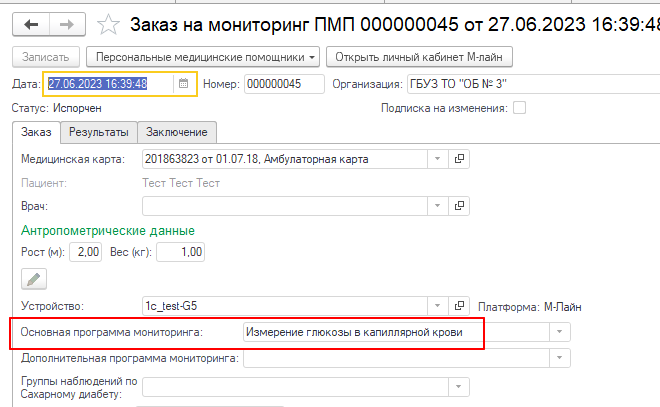 Заказ на мониторинг ПМП 000000045 от 27.06.2023 16:39:48
Записать Персональные медицинские помощники Открыть личный кабинет М-лайн
Дата: 27.06.2023 16:39:48 Номер: 000000045 Организация: ГБУЗ ТО "ОБ № 3"
Статус: Испорчен Подписка на изменения:
Заказ Результаты Заключение
Медицинская карта: 201863823 от 01.07.18, Амбулаторная карта
Пациент: Тест Тест Тест
Врач:
Антропометрические данные
Рост (м): 2,00 Вес (кг): 1,00
Устройство: 1c_test-G5 Платформа: М-Лайн
Основная программа мониторинга: Измерение глюкозы в капиллярной крови
Дополнительная программа мониторинга:
Группы наблюдений по
Сахарному диабету: